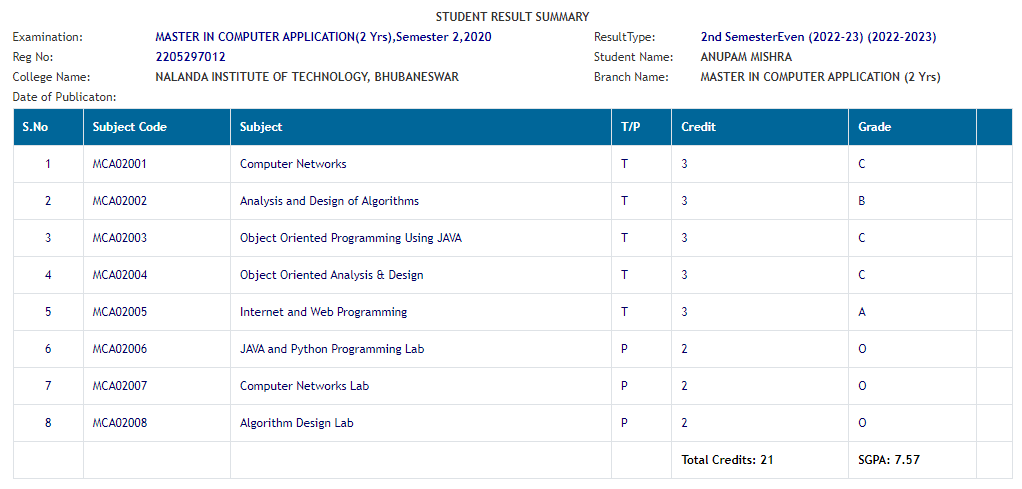 STUDENT RESULT SUMMARY
Examination: MASTER IN COMPUTER APPLICATION(2 Yrs),Semester 2,2020 ResultType: 2nd SemesterEven (2022-23) (2022-2023)
Reg No: 2205297012 Student Name: ANUPAM MISHRA
College Name: NALANDA INSTITUTE OF TECHNOLOGY, BHUBANESWAR Branch Name: MASTER IN COMPUTER APPLICATION (2 Yrs)
Date of Publicaton:
S.No Subject Code Subject T/P Credit Grade
1 MCA02001 Computer Networks T 3 C
2 MCA02002 Analysis and Design of Algorithms T 3 B
3 MCA02003 Object Oriented Programming Using JAVA T 3 C
4 MCA02004 Object Oriented Analysis & Design T 3 C
5 MCA02005 Internet and Web Programming T 3 A
6 MCA02006 JAVA and Python Programming Lab P 2 O
7 MCA02007 Computer Networks Lab P 2 O
8 MCA02008 Algorithm Design Lab P 2 O
Total Credits: 21 SGPA: 7.57